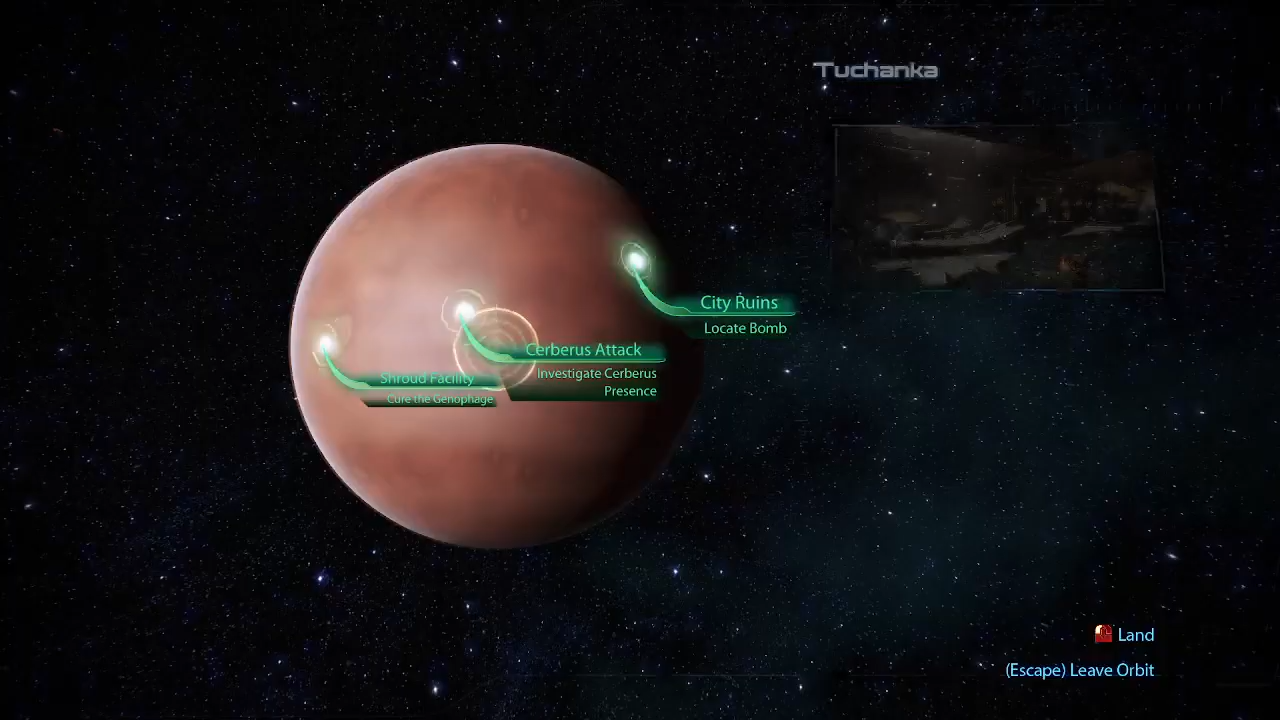 Tuchanka
City Ruins
Locate Bomb
Cerberus Attack
Investigate Cerberus
Presence
Shroud Facility
Cure the Genophage
Land
(Escape) Leave Orbit